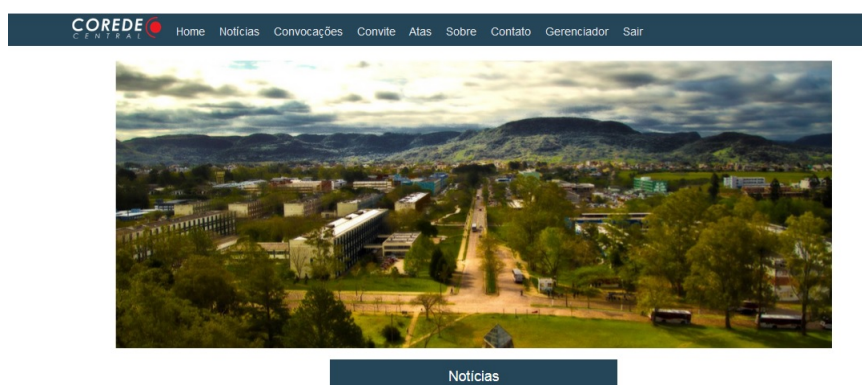 COREDE
CENTRAL
Home Notícias Convocações Convite Atas Sobre Contato Gerenciador Sair
Notícias